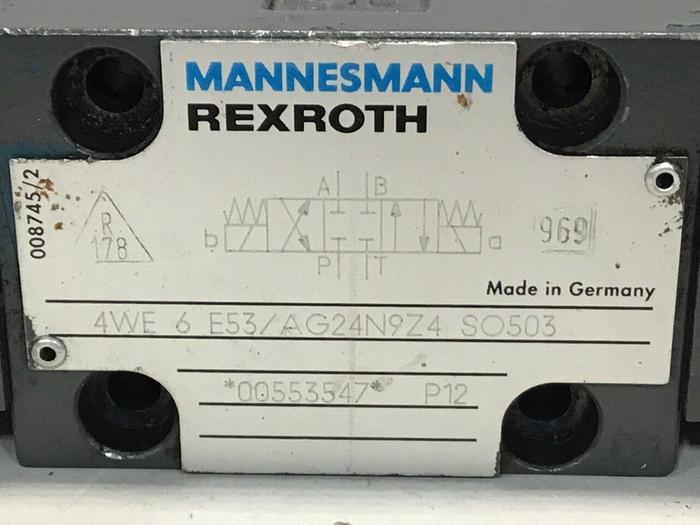 MANNESMANN
REXROTH
008745/2
R
178
A B
b a
P T
969
Made in Germany
4WE 6 E53/AG24N9Z4 SO503
*00553547* P12